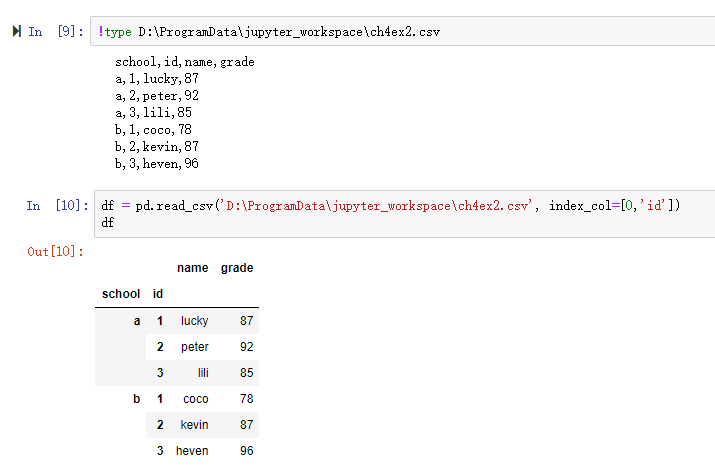 In [9]: !type D:\ProgramData\jupyter_workspace\ch4ex2.csv
school,id,name,grade
a,1,lucky,87
a,2,peter,92
a,3,lili,85
b,1,coco,78
b,2,kevin,87
b,3,heven,96
In [10]: df = pd.read_csv('D:\ProgramData\jupyter_workspace\ch4ex2.csv', index_col=[0,'id'])
df
Out[10]:
name grade
school id
a 1 lucky 87
2 peter 92
3 lili 85
b 1 coco 78
2 kevin 87
3 heven 96